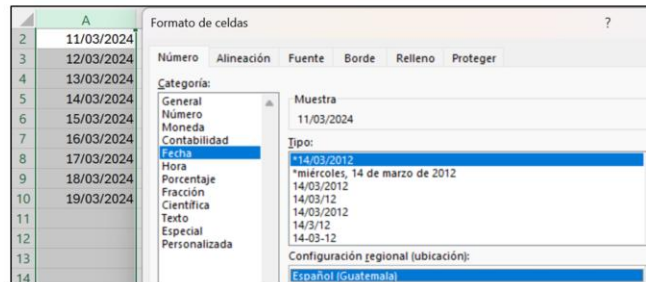 A
2 11/03/2024
3 12/03/2024
4 13/03/2024
5 14/03/2024
6 15/03/2024
7 16/03/2024
8 17/03/2024
9 18/03/2024
10 19/03/2024
11
12
13
14
Formato de celdas ?
Número Alineación Fuente Borde Relleno Proteger
Categoría:
General
Número
Moneda
Contabilidad
Fecha
Hora
Porcentaje
Fracción
Científica
Texto
Especial
Personalizada
Muestra
11/03/2024
Tipo:
*14/03/2012
*miércoles, 14 de marzo de 2012
14/03/2012
14/03/12
14/03/2012
14/3/12
14-03-12
Configuración regional (ubicación):
Español (Guatemala)